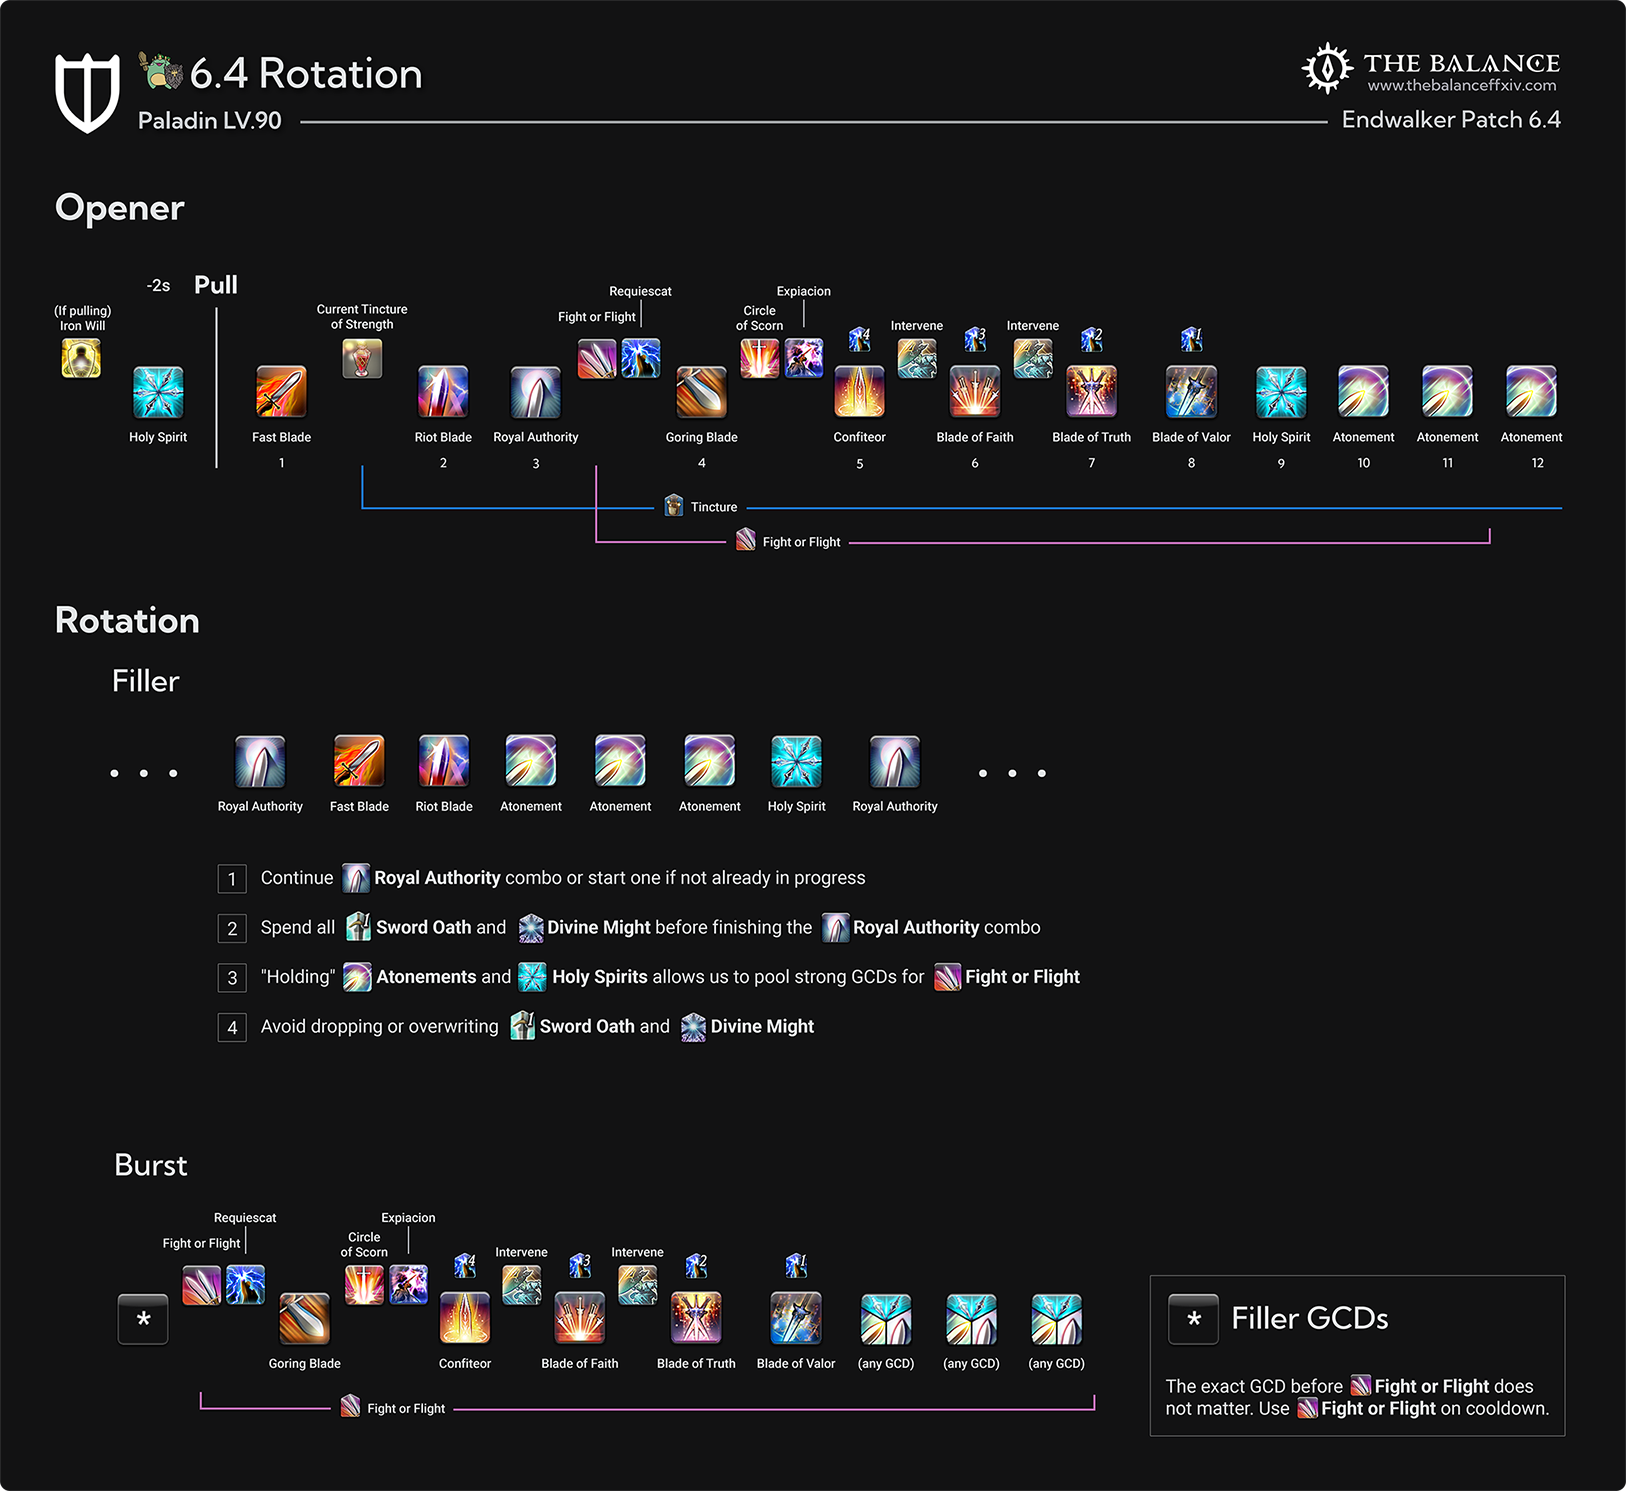 6.4 Rotation
Paladin LV.90
THE BALANCE
www.thebalanceffxiv.com
Endwalker Patch 6.4
Opener
-2s
Pull
(If pulling)
Iron Will
Holy Spirit
Fast Blade
1
Current Tincture
of Strength
Riot Blade
2
Royal Authority
3
Fight or Flight
Requiescat
Goring Blade
4
Circle
of Scorn
Expiacion
4
Confiteor
5
Intervene
3
Blade of Faith
6
Intervene
2
Blade of Truth
7
1
Blade of Valor
8
Holy Spirit
9
Atonement
10
Atonement
11
Atonement
12
Tincture
Fight or Flight
Rotation
Filler
Royal Authority
Fast Blade
Riot Blade
Atonement
Atonement
Atonement
Holy Spirit
Royal Authority
1 Continue Royal Authority combo or start one if not already in progress
2 Spend all 1 Sword Oath and Divine Might before finishing the Royal Authority combo
3 "Holding" Atonements and Holy Spirits allows us to pool strong GCDs for Fight or Flight
4 Avoid dropping or overwriting 1 Sword Oath and Divine Might
Burst
*
Fight or Flight
Requiescat
Goring Blade
Circle
of Scorn
Expiacion
4
Confiteor
Intervene
3
Blade of Faith
Intervene
2
Blade of Truth
1
Blade of Valor
(any GCD)
(any GCD)
(any GCD)
Fight or Flight
* Filler GCDs
The exact GCD before Fight or Flight does
not matter. Use Fight or Flight on cooldown.